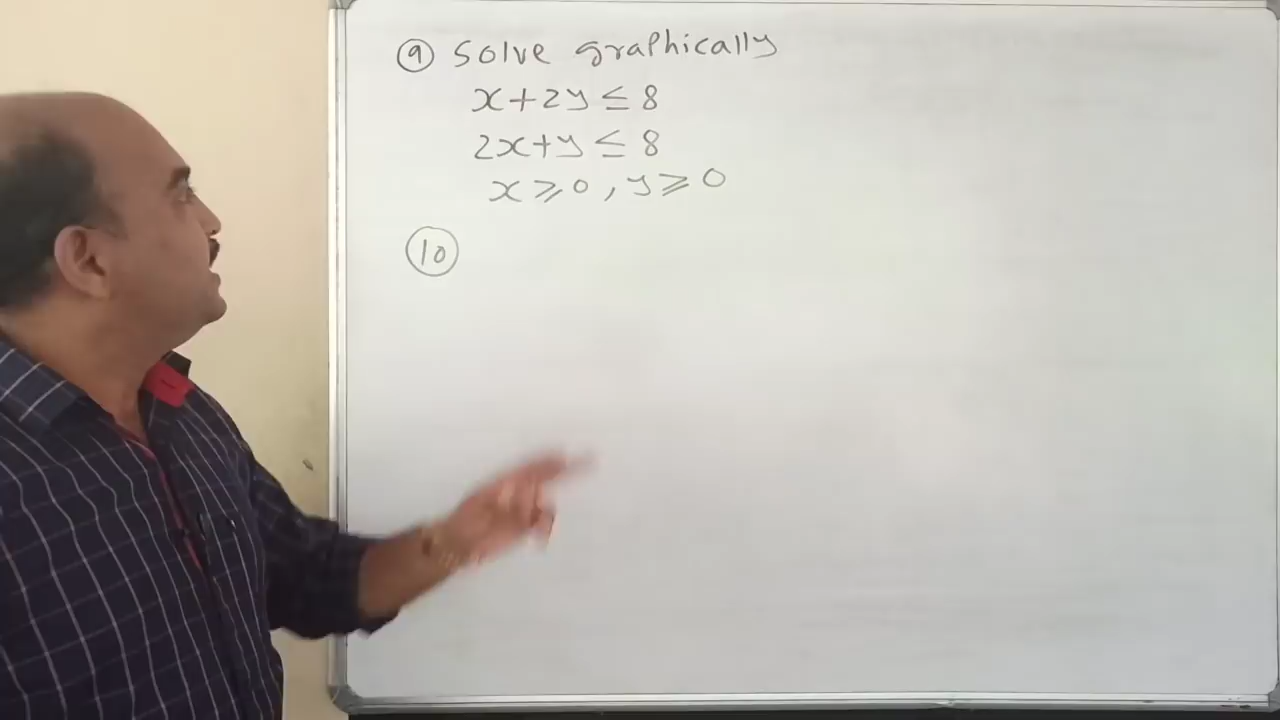 ⑨ Solve graphically
x+2y ≤ 8
2x+y ≤ 8
x ⩾ 0, y ⩾ 0
⑩